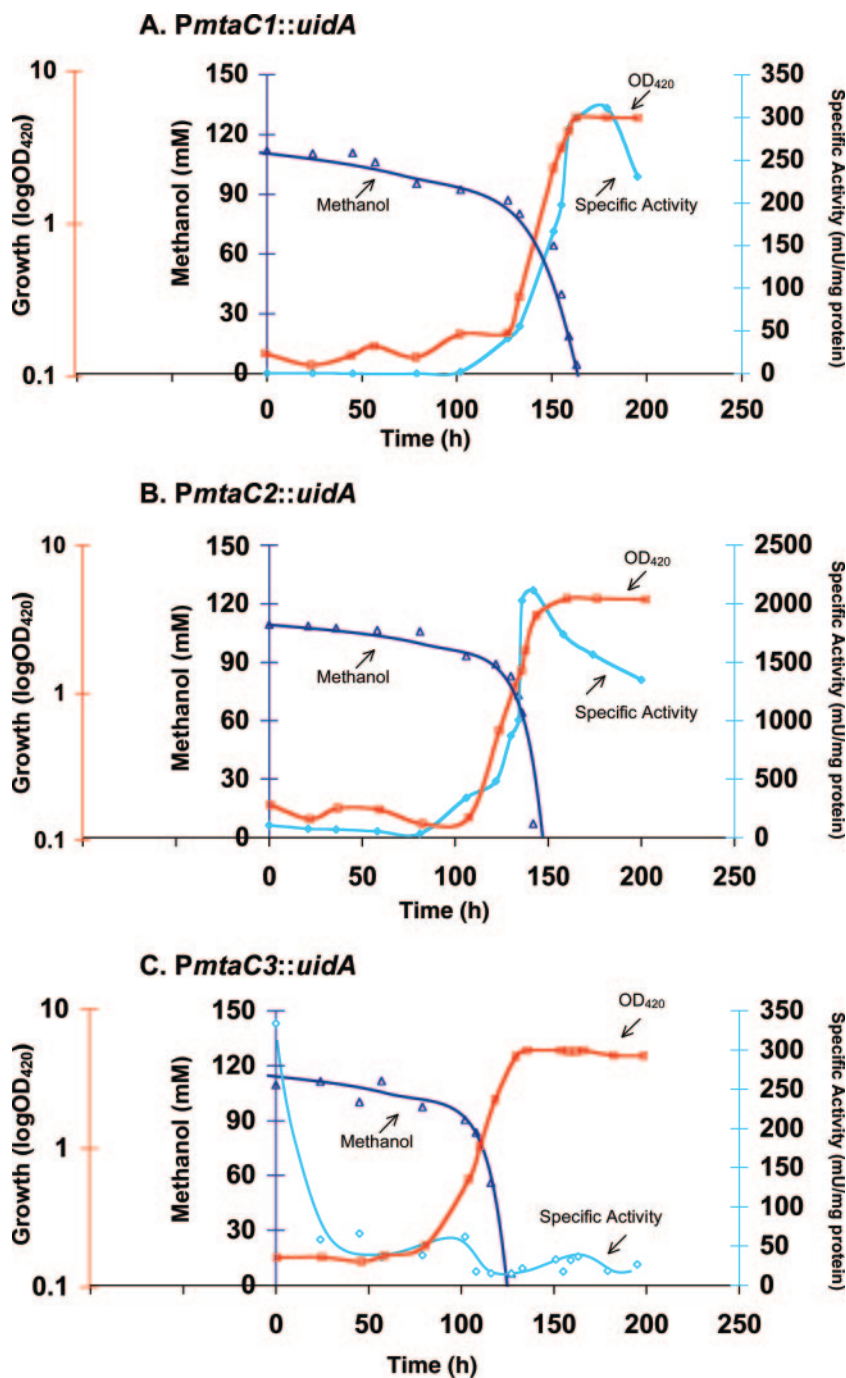 A. PmtaC1::uidA
10
1
0.1
Growth (logOD420)
150
120
90
60
30
0
Methanol (mM)
350
300
250
200
150
100
50
0
Specific Activity (mU/mg protein)
OD420
Methanol
Specific Activity
0 50 100 150 200 250
Time (h)
B. PmtaC2::uidA
10
1
0.1
Growth (logOD420)
150
120
90
60
30
0
Methanol (mM)
2500
2000
1500
1000
500
0
Specific Activity (mU/mg protein)
OD420
Methanol
Specific Activity
0 50 100 150 200 250
Time (h)
C. PmtaC3::uidA
10
1
0.1
Growth (logOD420)
150
120
90
60
30
0
Methanol (mM)
350
300
250
200
150
100
50
0
Specific Activity (mU/mg protein)
OD420
Methanol
Specific Activity
0 50 100 150 200 250
Time (h)